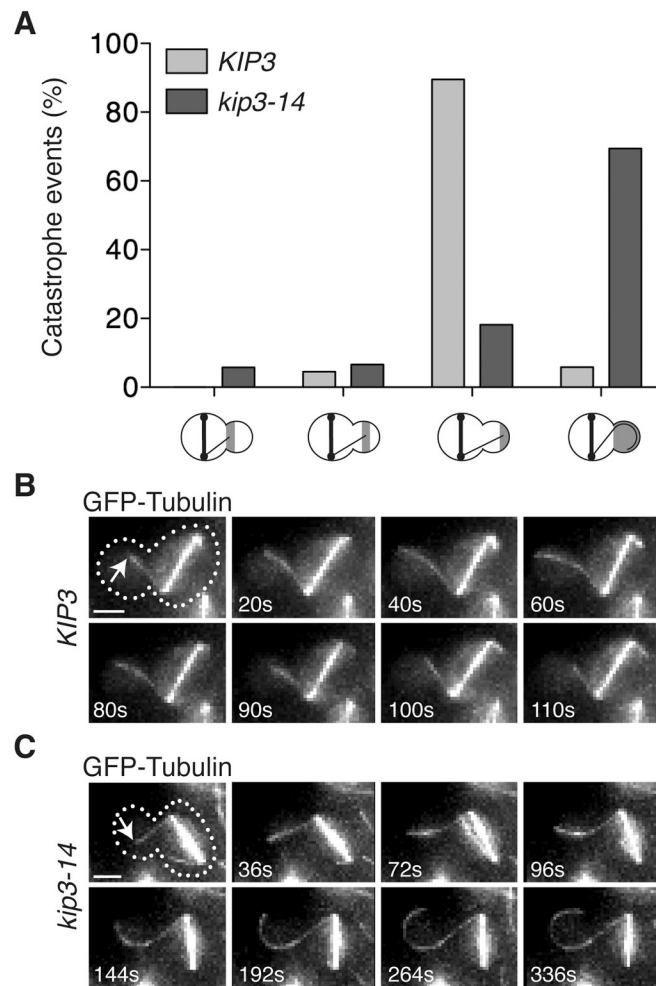 A
Catastrophe events (%)
100
80
60
40
20
0
KIP3
kip3-14
B
GFP-Tubulin
KIP3
20s
40s
60s
80s
90s
100s
110s
C
GFP-Tubulin
kip3-14
36s
72s
96s
144s
192s
264s
336s